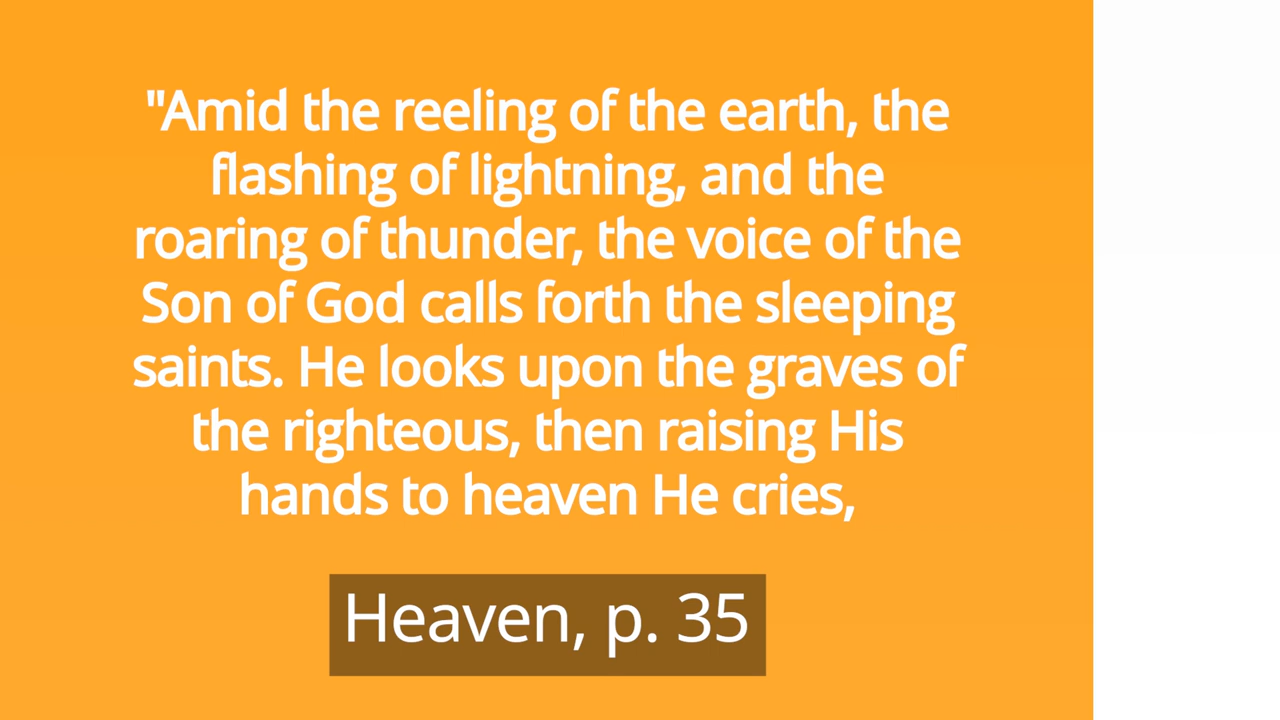 "Amid the reeling of the earth, the
flashing of lightning, and the
roaring of thunder, the voice of the
Son of God calls forth the sleeping
saints. He looks upon the graves of
the righteous, then raising His
hands to heaven He cries,
Heaven, p. 35